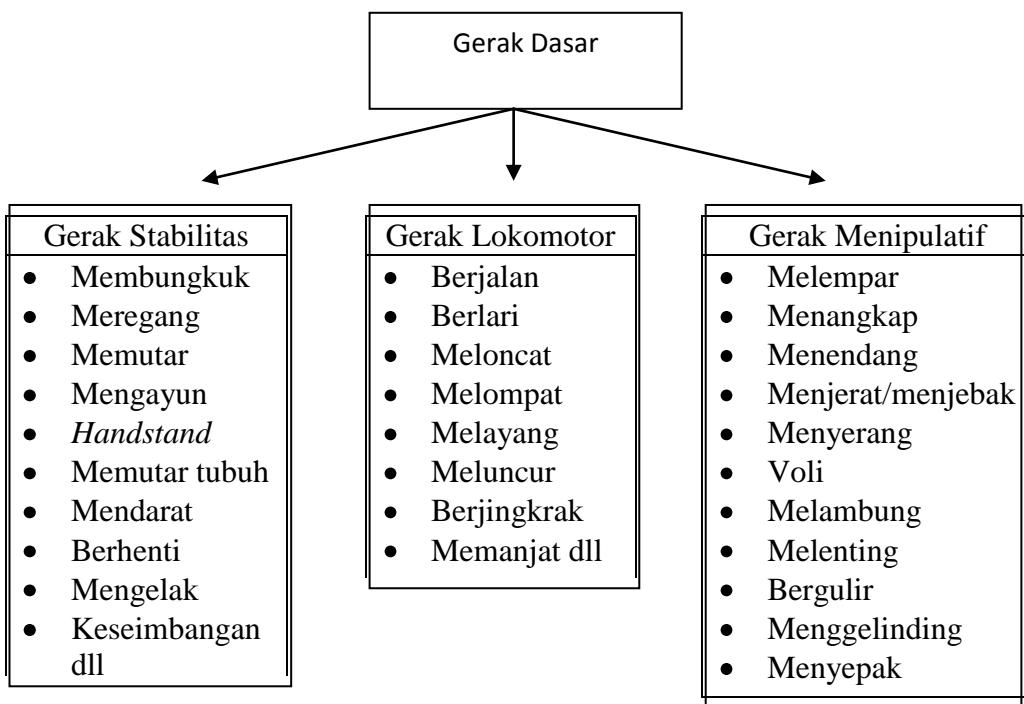 Gerak Dasar
Gerak Stabilitas
• Membungkuk
• Meregang
• Memutar
• Mengayun
• Handstand
• Memutar tubuh
• Mendarat
• Berhenti
• Mengelak
• Keseimbangan
dll
Gerak Lokomotor
• Berjalan
• Berlari
• Meloncat
• Melompat
• Melayang
• Meluncur
• Berjingkrak
• Memanjat dll
Gerak Menipulatif
• Melempar
• Menangkap
• Menendang
• Menjerat/menjebak
• Menyerang
• Voli
• Melambung
• Melenting
• Bergulir
• Menggelinding
• Menyepak